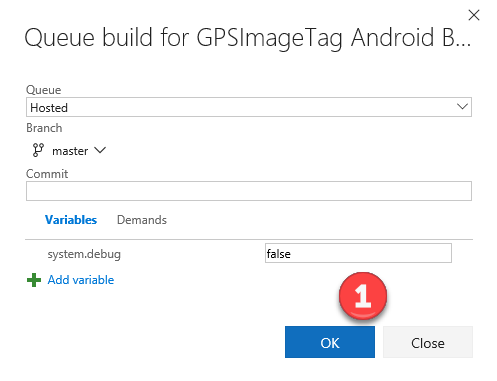 Queue build for GPSImageTag Android B...
Queue
Hosted
Branch
master
Commit
Variables Demands
system.debug false
Add variable
1
OK Close